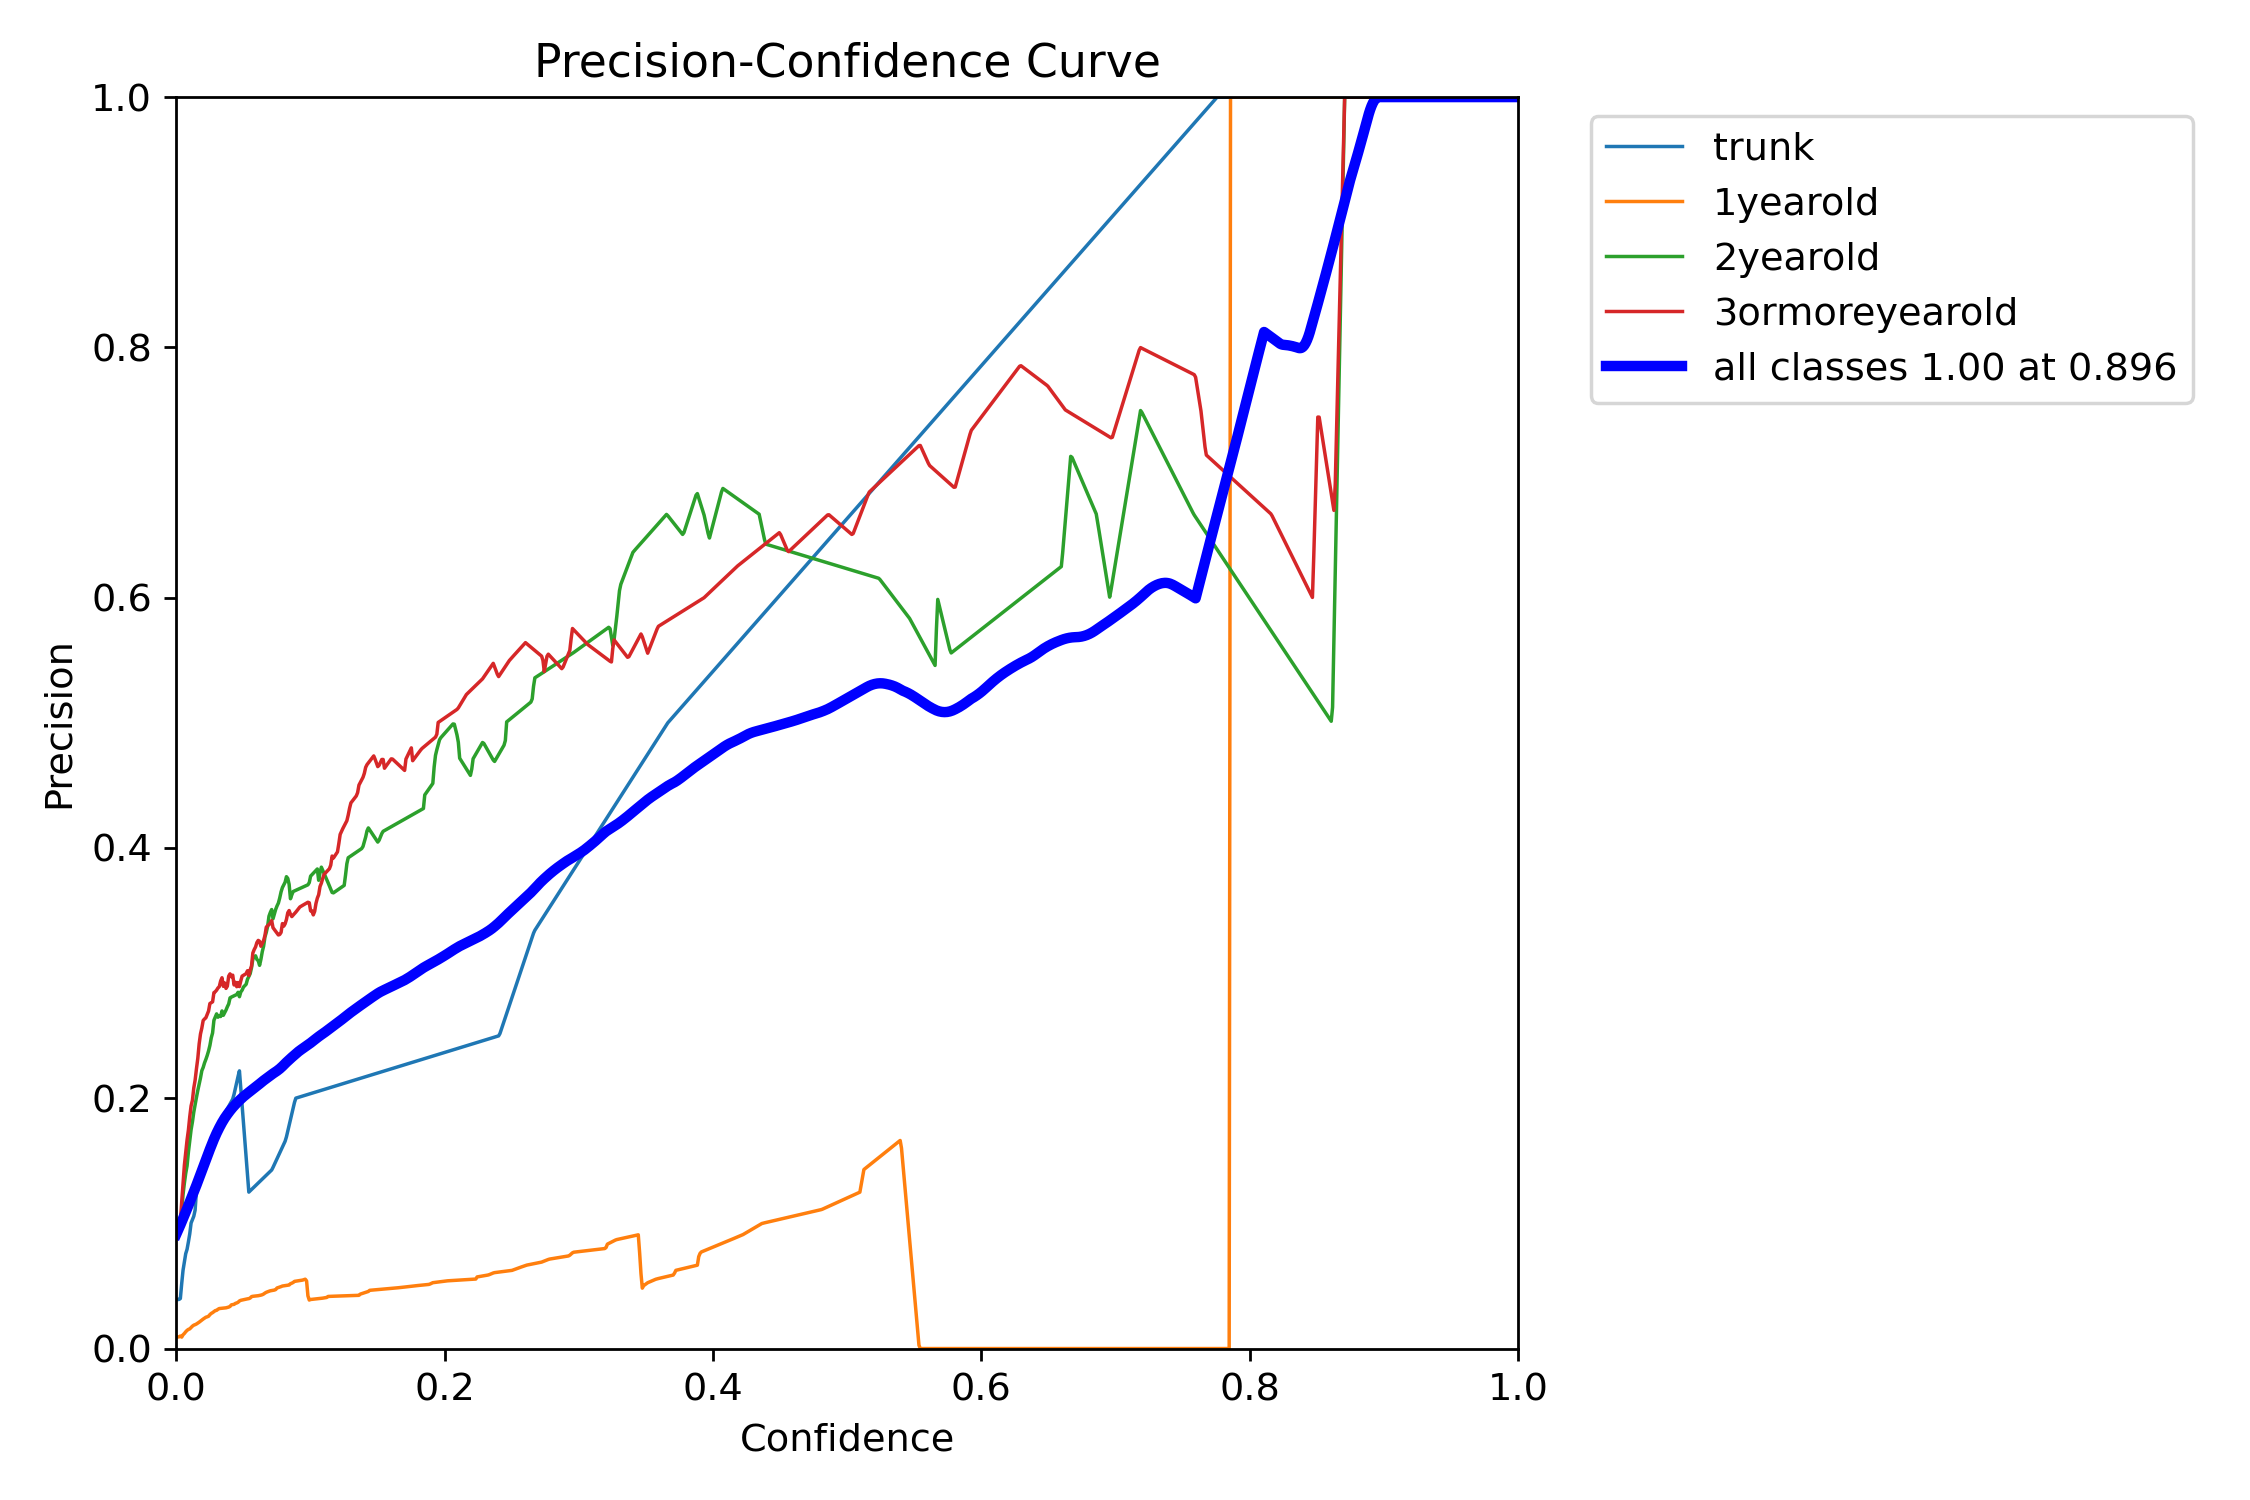 Precision-Confidence Curve
1.0
0.8
0.6
0.4
0.2
0.0
Precision
0.0 0.2 0.4 0.6 0.8 1.0
Confidence
trunk
1yearold
2yearold
3ormoreyearold
all classes 1.00 at 0.896